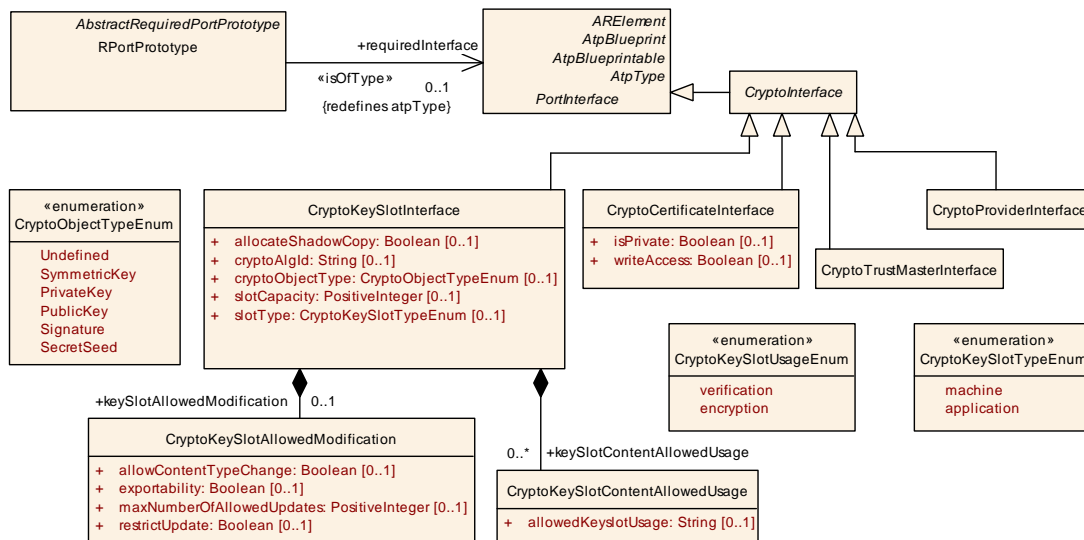 AbstractRequiredPortPrototype
RPortPrototype
+requiredInterface
«isOfType»
0..1
{redefines atpType}
ARElement
AtpBlueprint
AtpBlueprintable
AtpType
PortInterface
CryptoInterface
«enumeration»
CryptoObjectTypeEnum
Undefined
SymmetricKey
PrivateKey
PublicKey
Signature
SecretSeed
CryptoKeySlotInterface
+ allocateShadowCopy: Boolean [0..1]
+ cryptoAlgId: String [0..1]
+ cryptoObjectType: CryptoObjectTypeEnum [0..1]
+ slotCapacity: PositiveInteger [0..1]
+ slotType: CryptoKeySlotTypeEnum [0..1]
CryptoCertificateInterface
+ isPrivate: Boolean [0..1]
+ writeAccess: Boolean [0..1]
CryptoProviderInterface
CryptoTrustMasterInterface
«enumeration»
CryptoKeySlotUsageEnum
verification
encryption
«enumeration»
CryptoKeySlotTypeEnum
machine
application
+keySlotAllowedModification
0..1
CryptoKeySlotAllowedModification
+ allowContentTypeChange: Boolean [0..1]
+ exportability: Boolean [0..1]
+ maxNumberOfAllowedUpdates: PositiveInteger [0..1]
+ restrictUpdate: Boolean [0..1]
0..*
+keySlotContentAllowedUsage
CryptoKeySlotContentAllowedUsage
+ allowedKeyslotUsage: String [0..1]